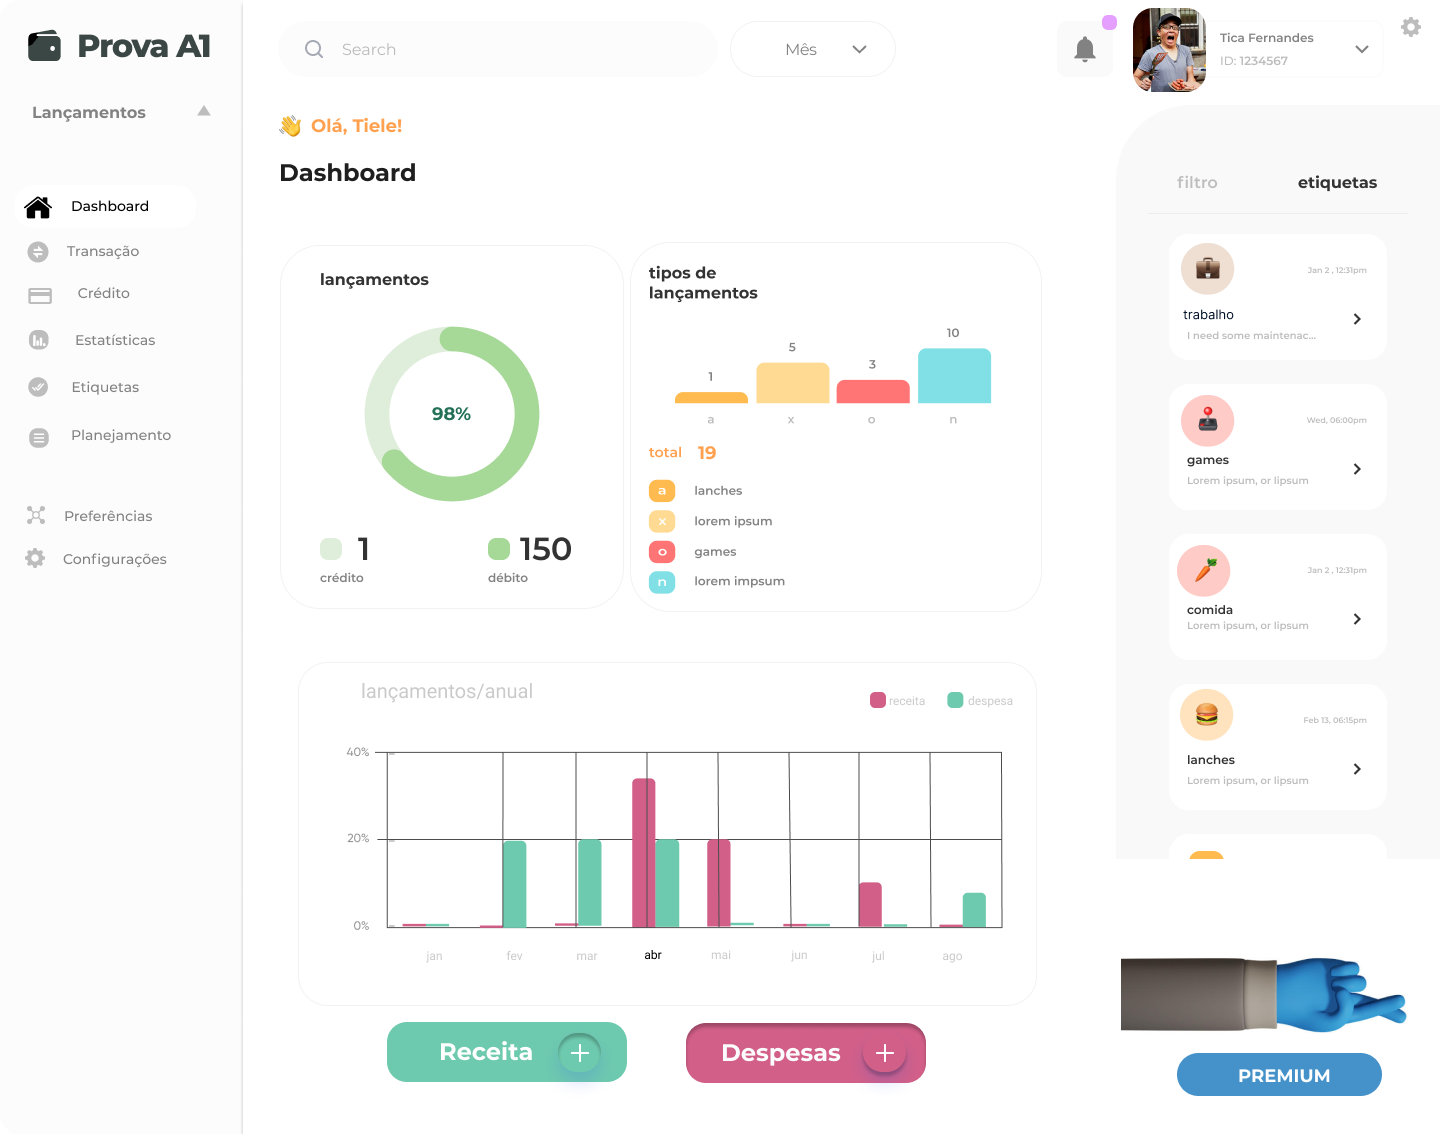 Prova A1
Lançamentos
Dashboard
Transação
Crédito
Estatísticas
Etiquetas
Planejamento
Preferências
Configurações
Search
Mês
Tica Fernandes
ID: 1234567
Olá, Tiele!
Dashboard
lançamentos
98%
1
150
crédito
débito
tipos de
lançamentos
1
5
3
10
a
x
o
n
total 19
a lanches
x lorem ipsum
o games
n lorem impsum
lançamentos/anual
receita
despesa
40%
20%
0%
jan
fev
mar
abr
mai
jun
jul
ago
Receita
Despesas
filtro
etiquetas
Jan 2 , 12:31pm
trabalho
I need some maintenac...
Wed, 06:00pm
games
Lorem ipsum, or lipsum
Jan 2 , 12:31pm
comida
Lorem ipsum, or lipsum
Feb 13, 06:15pm
lanches
Lorem ipsum, or lipsum
PREMIUM